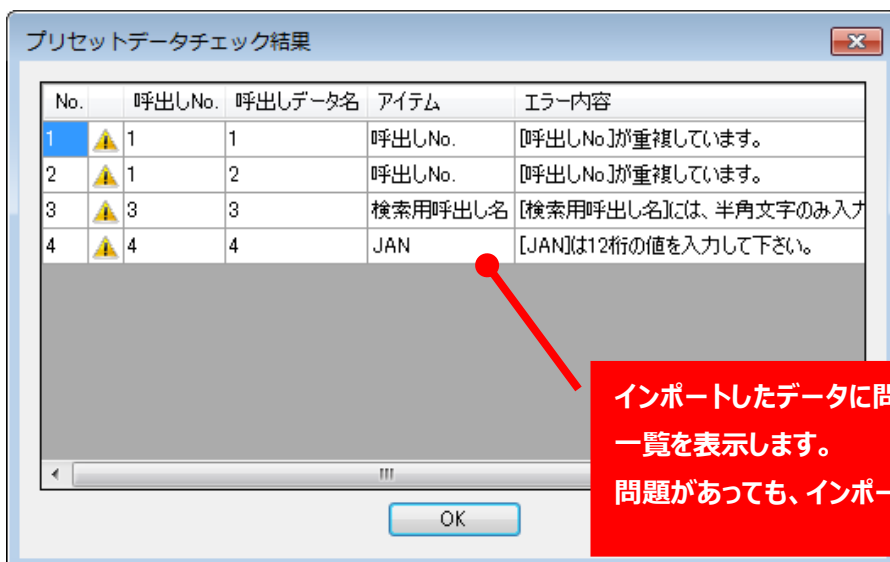 プリセットデータチェック結果
No. 呼出しNo. 呼出しデータ名 アイテム エラー内容
1 1 1 呼出しNo. [呼出しNo.]が重複しています。
2 1 2 呼出しNo. [呼出しNo.]が重複しています。
3 3 3 検索用呼出し名 [検索用呼出し名]には、半角文字のみ入力
4 4 4 JAN [JAN]は12桁の値を入力して下さい。
インポートしたデータに問
一覧を表示します。
問題があっても、インポー
OK